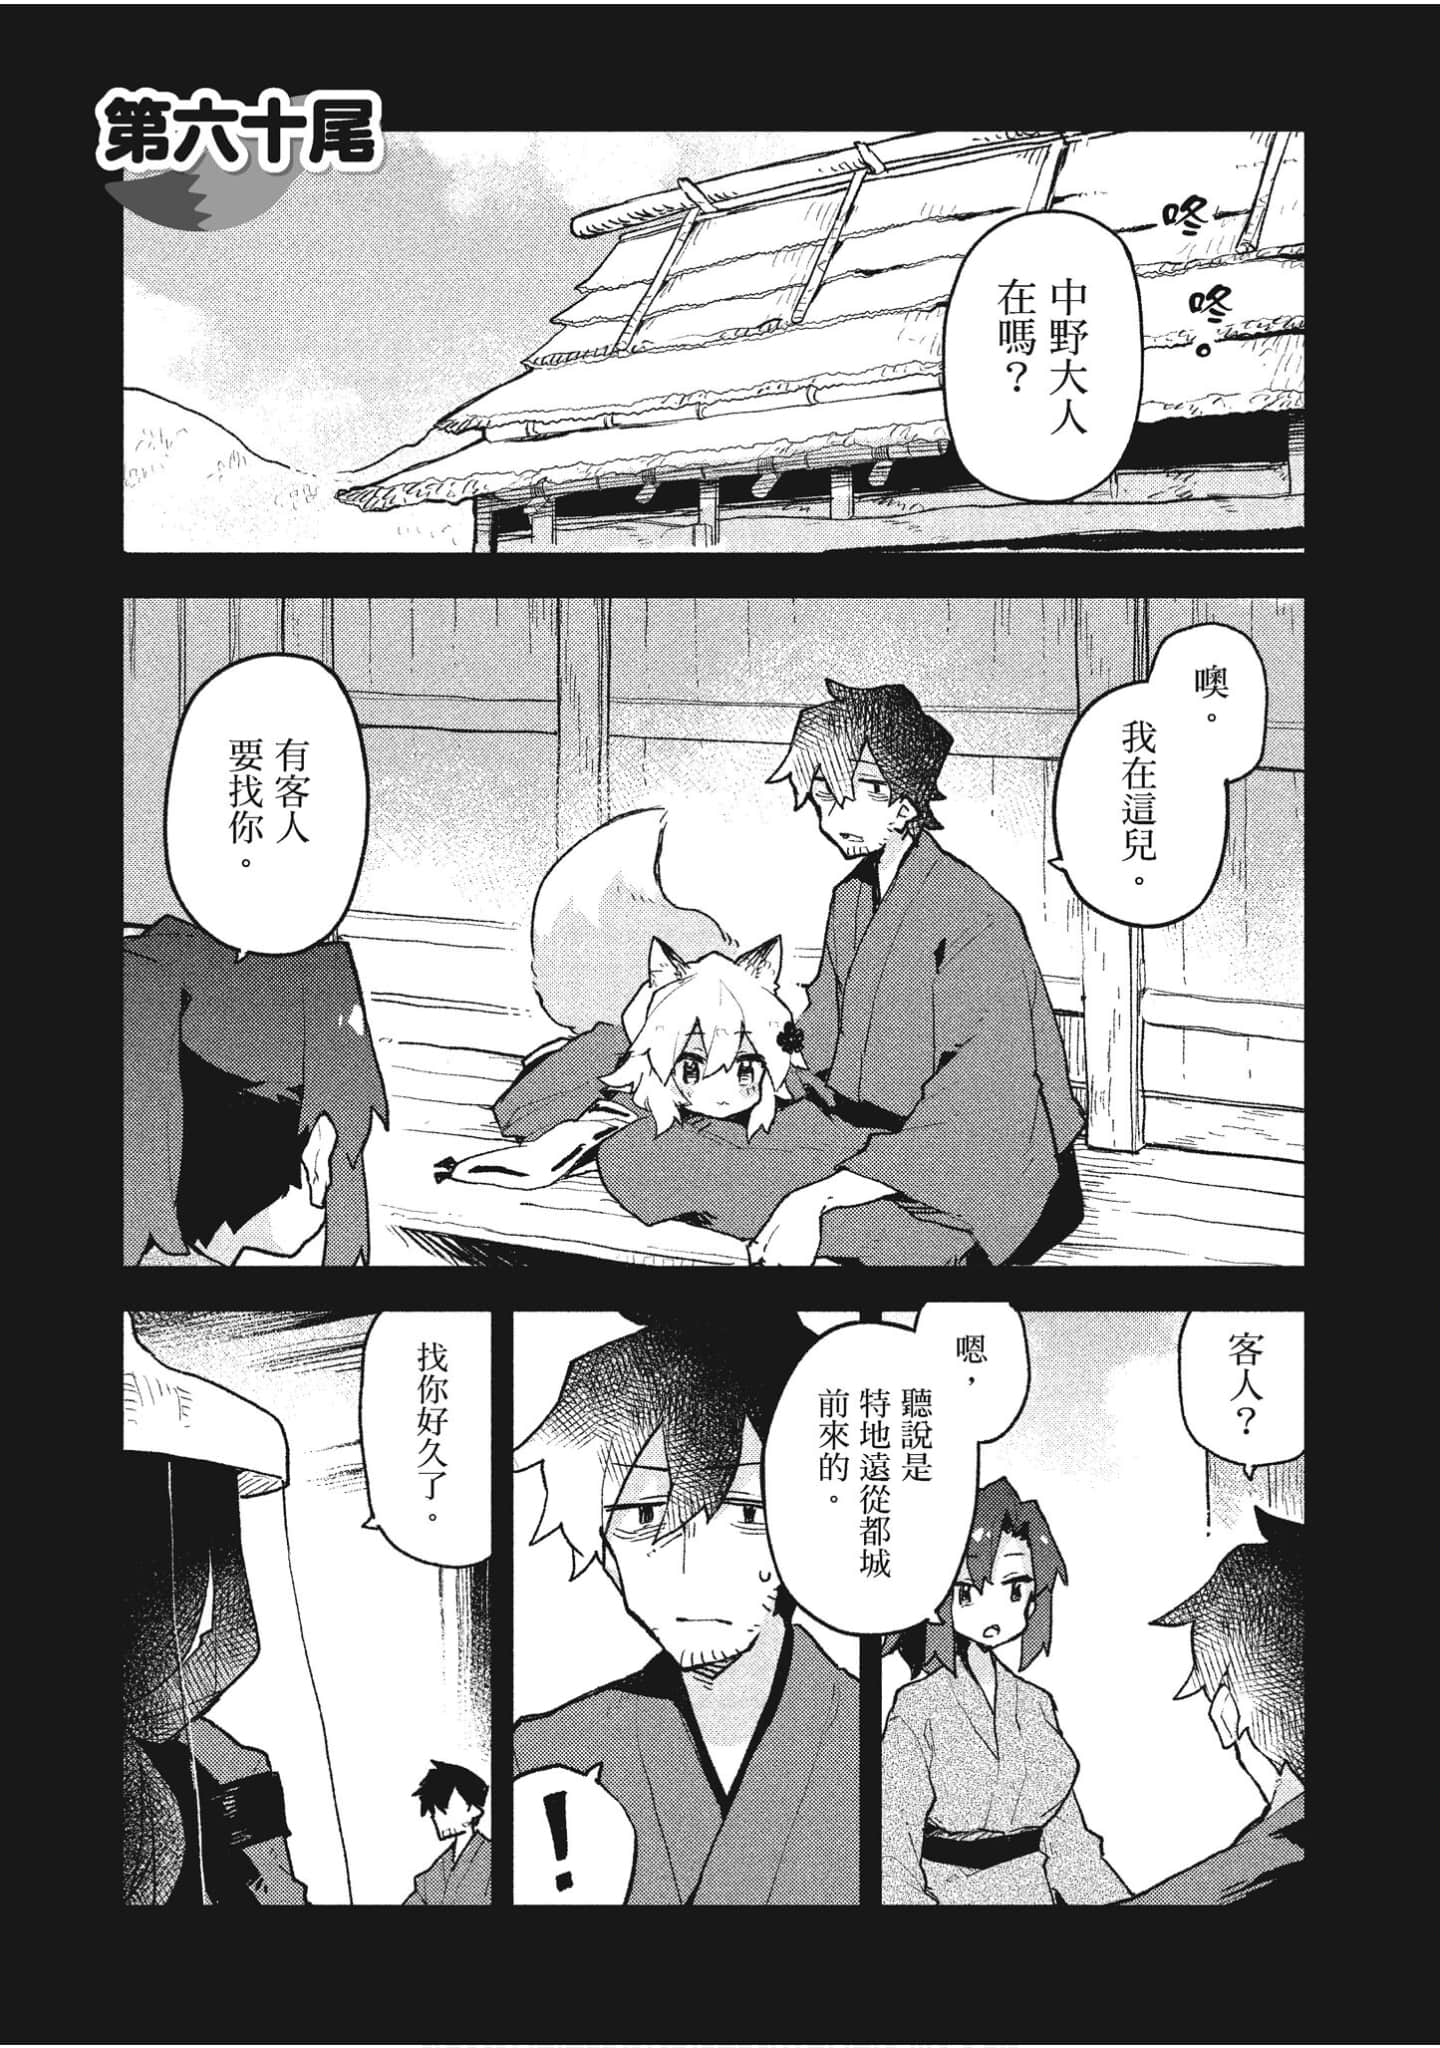 第六十尾
咚
咚。
中野大人
在嗎？
噢。
我在這兒。
有客人
要找你。
客人？
嗯，
聽說是
特地遠從都城
前來的。
！
找你好久了。